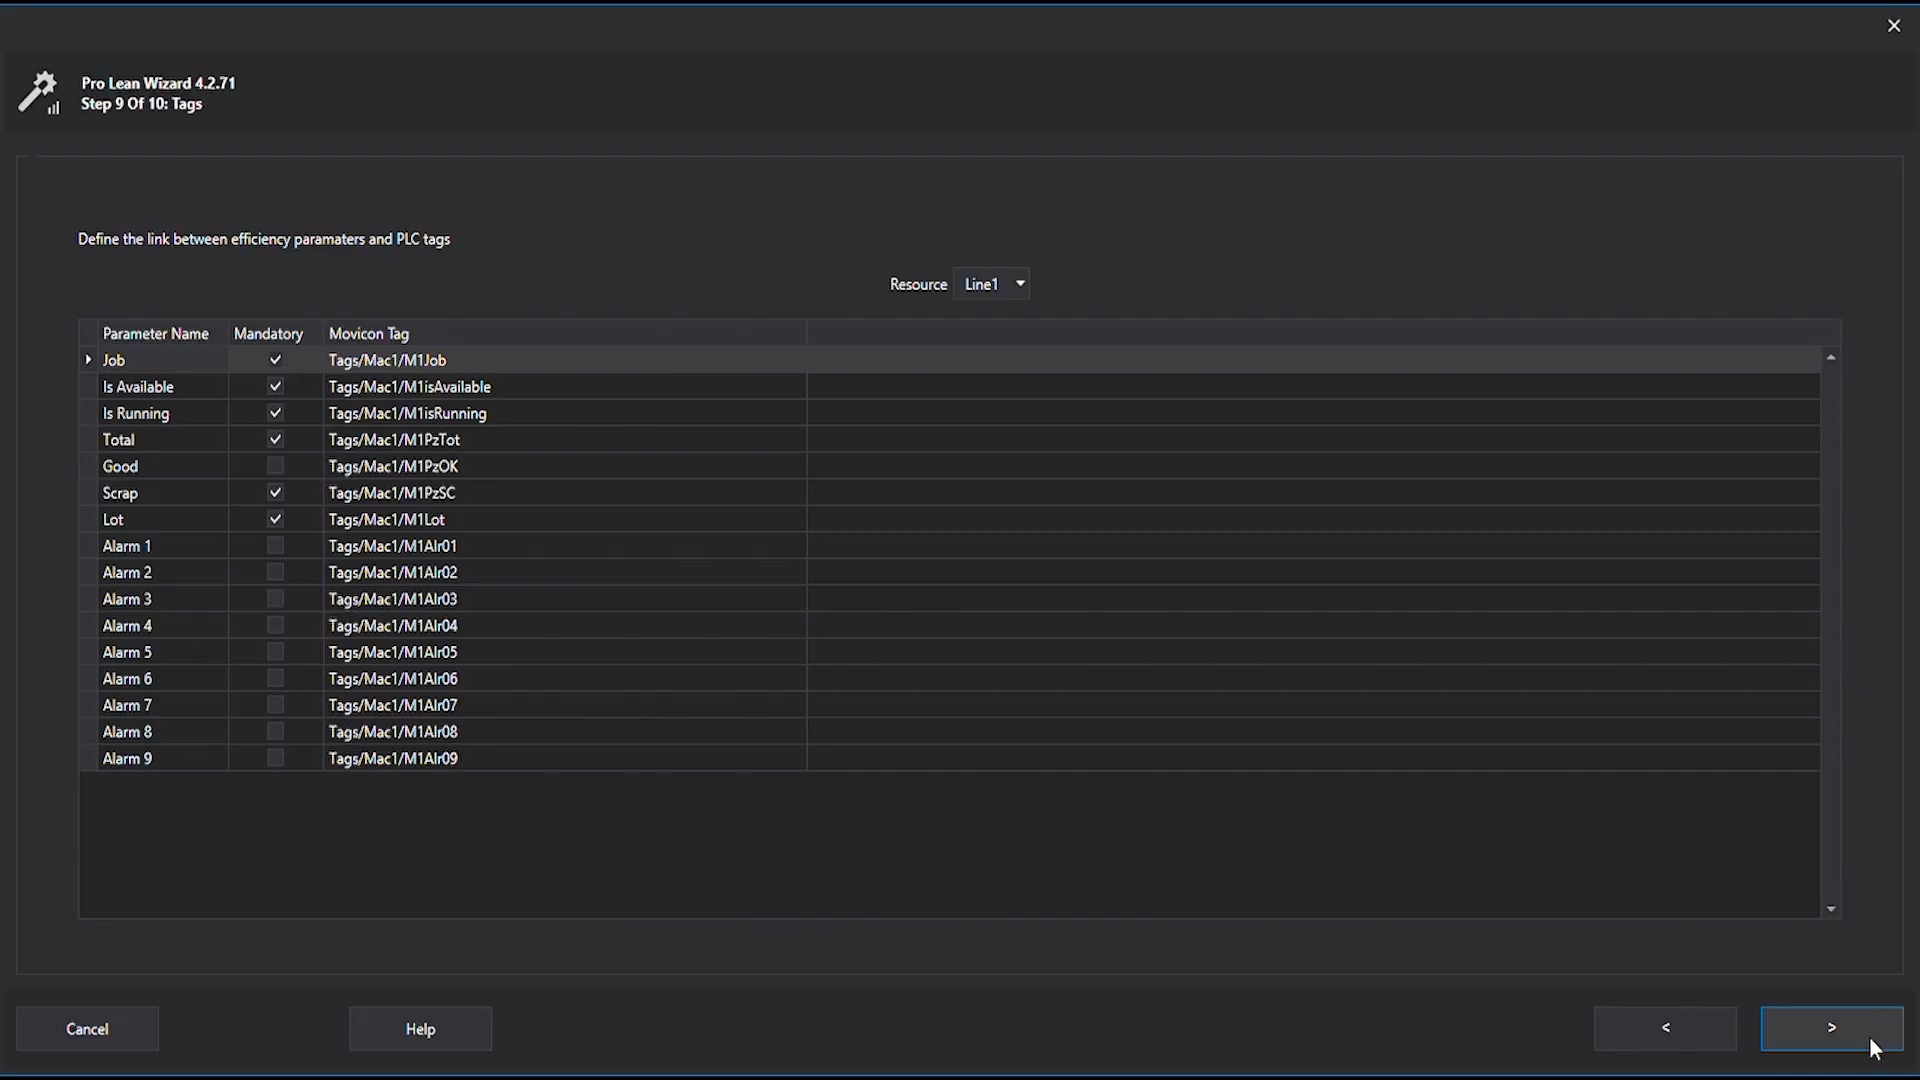 Pro Lean Wizard 4.2.71
Step 9 Of 10: Tags
Define the link between efficiency paramaters and PLC tags
Resource Line1
Parameter Name Mandatory Movicon Tag
Job Tags/Mac1/M1Job
Is Available Tags/Mac1/M1isAvailable
Is Running Tags/Mac1/M1isRunning
Total Tags/Mac1/M1PzTot
Good Tags/Mac1/M1PzOK
Scrap Tags/Mac1/M1PzSC
Lot Tags/Mac1/M1Lot
Alarm 1 Tags/Mac1/M1Alr01
Alarm 2 Tags/Mac1/M1Alr02
Alarm 3 Tags/Mac1/M1Alr03
Alarm 4 Tags/Mac1/M1Alr04
Alarm 5 Tags/Mac1/M1Alr05
Alarm 6 Tags/Mac1/M1Alr06
Alarm 7 Tags/Mac1/M1Alr07
Alarm 8 Tags/Mac1/M1Alr08
Alarm 9 Tags/Mac1/M1Alr09
Cancel Help < >